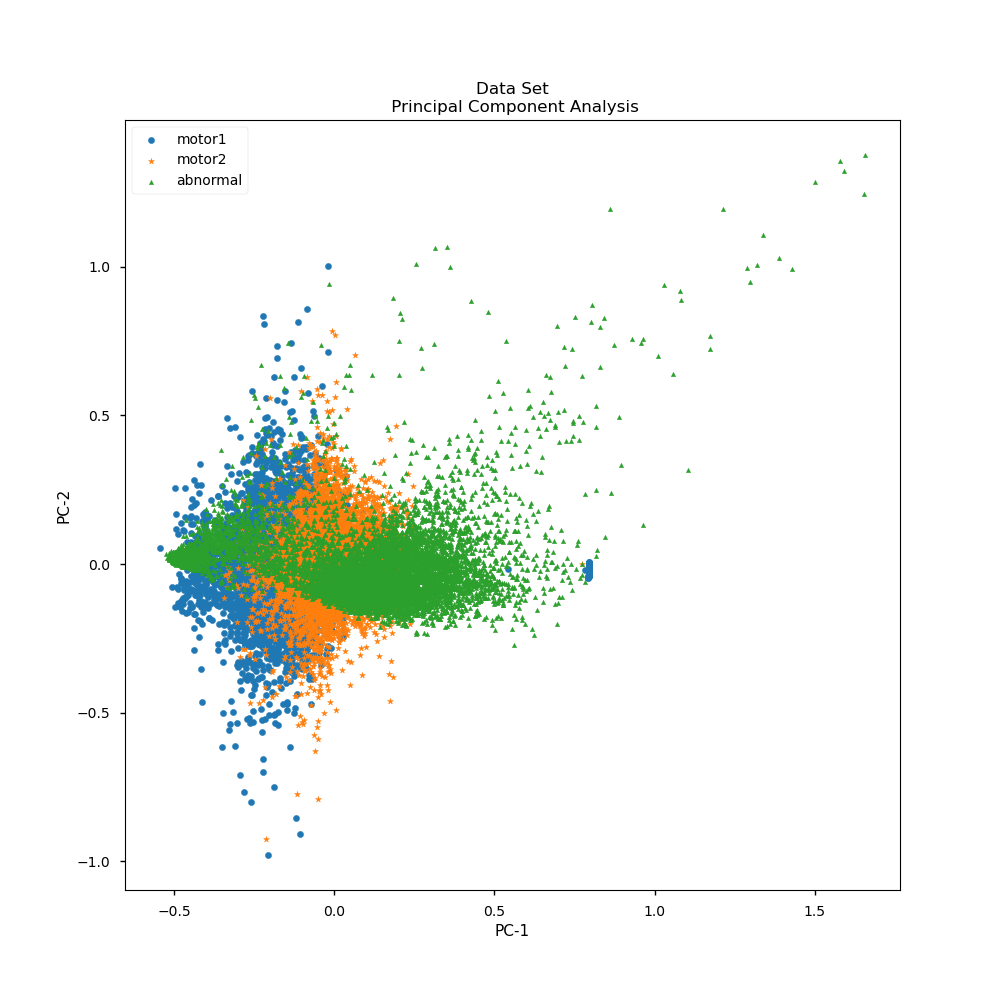 Data Set
Principal Component Analysis
motor1
motor2
abnormal
PC-2
1.0
0.5
0.0
−0.5
−1.0
−0.5
0.0
0.5
1.0
1.5
PC-1